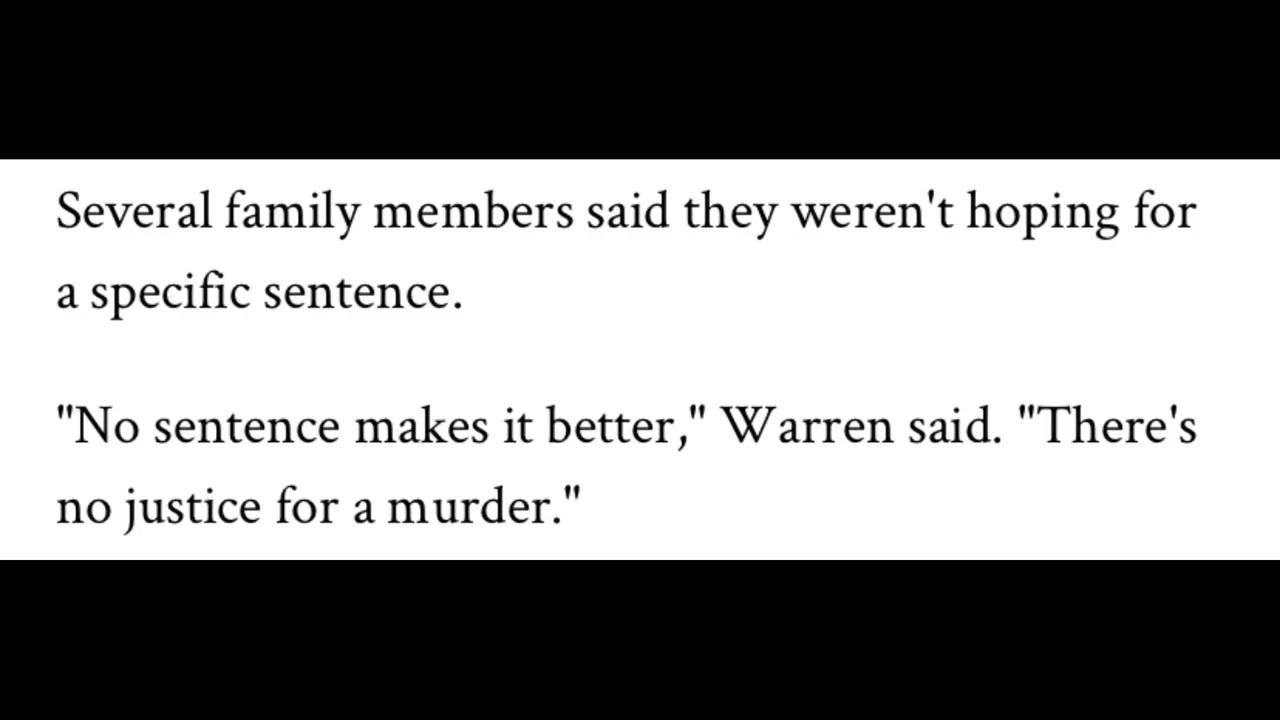 Several family members said they weren't hoping for
a specific sentence.
"No sentence makes it better," Warren said. "There's
no justice for a murder."